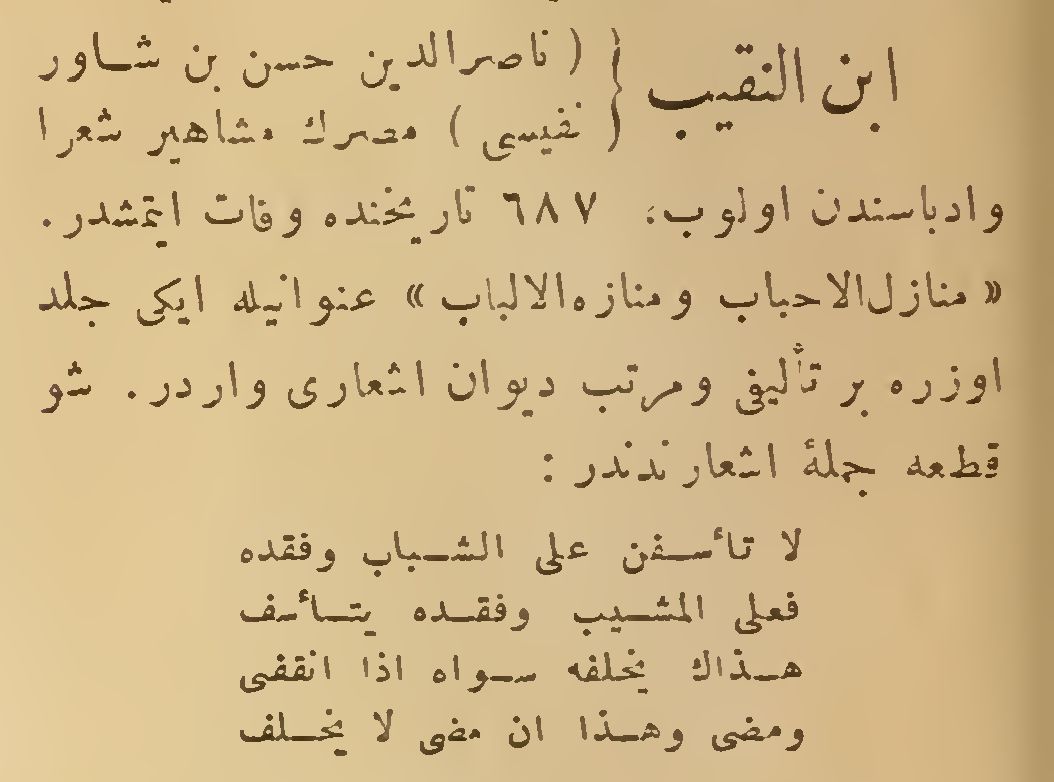 ابن النقيب { ( ناصرالدين حسن بن شاور
نفيسى ) مصرك مشاهير شعرا
وادباسندن اولوب، ٦٨٧ تاريخنده وفات ايتمشدر.
«منازل‌الاحباب ومنازه‌الالباب» عنوانيله ايكى جلد
اوزره بر تأليفى ومرتب ديوان اشعارى واردر. شو
قطعه جملۀ اشعارندندر :
لا تاٴسفن على الشباب وفقده
فعلى المشيب وفقده يتاٴسف
هذاك يخلفه سواه اذا انقضى
ومضى وهذا ان مضى لا يخلف